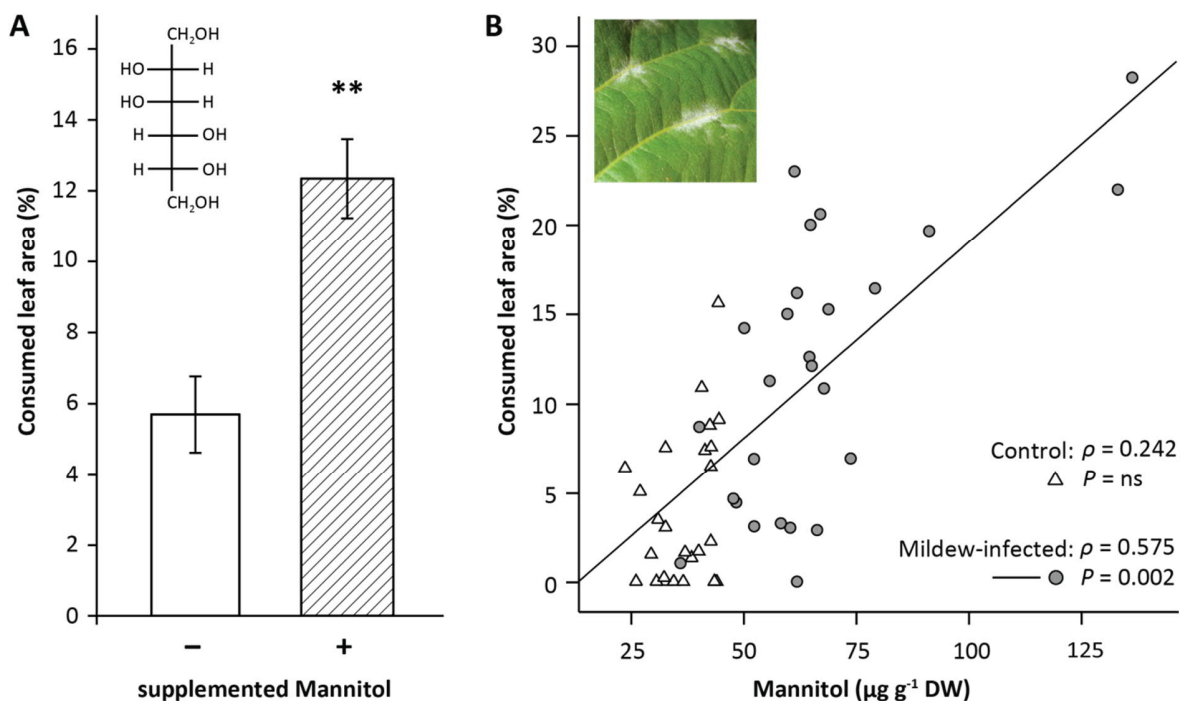 A
Consumed leaf area (%)
16
14
12
10
8
6
4
2
0
CH₂OH
HO H
HO H
H OH
H OH
CH₂OH
**
− +
supplemented Mannitol
B
Consumed leaf area (%)
30
25
20
15
10
5
0
Control: ρ = 0.242
P = ns
Mildew-infected: ρ = 0.575
P = 0.002
25 50 75 100 125
Mannitol (µg g⁻¹ DW)